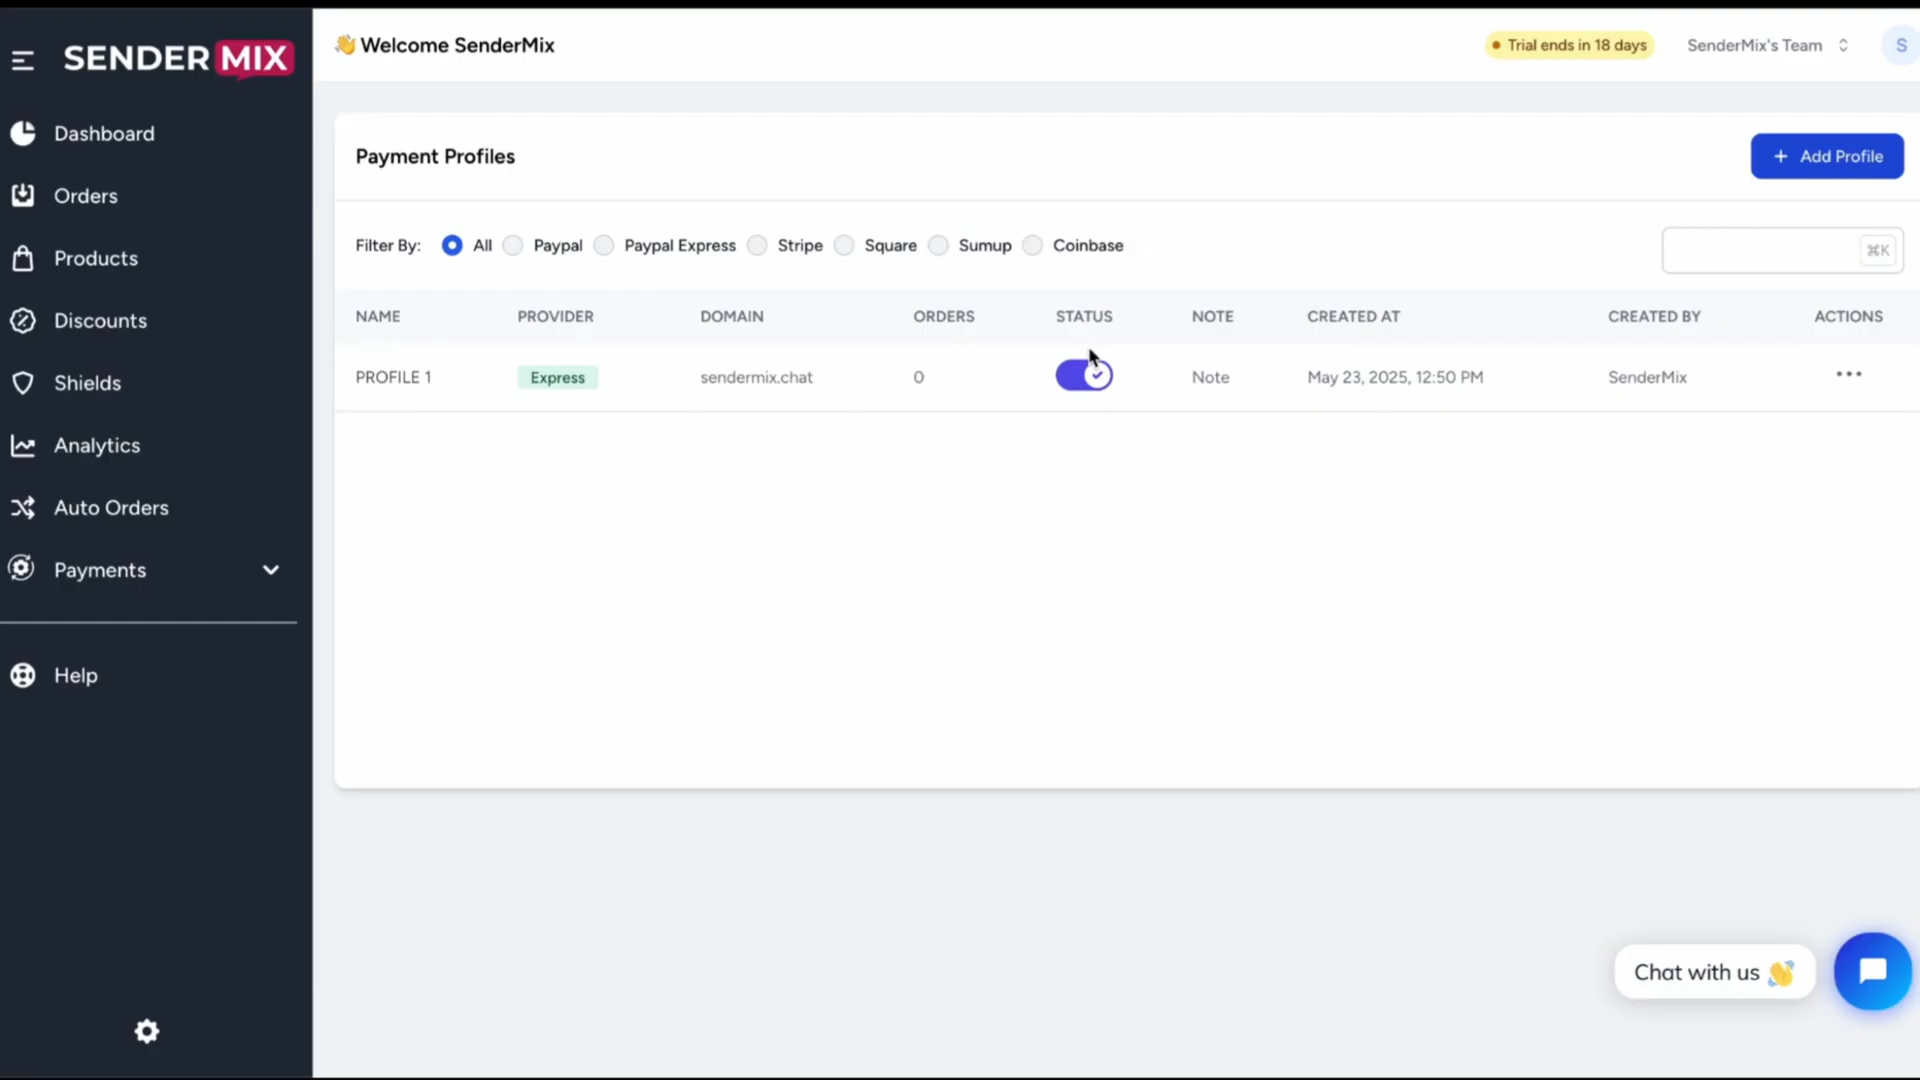 SENDERMIX
👋 Welcome SenderMix
Trial ends in 18 days
SenderMix's Team
S
Dashboard
Orders
Products
Discounts
Shields
Analytics
Auto Orders
Payments
Help
Payment Profiles
+ Add Profile
Filter By: All Paypal Paypal Express Stripe Square Sumup Coinbase
⌘K
NAME PROVIDER DOMAIN ORDERS STATUS NOTE CREATED AT CREATED BY ACTIONS
PROFILE 1 Express sendermix.chat 0 Note May 23, 2025, 12:50 PM SenderMix
Chat with us 👋